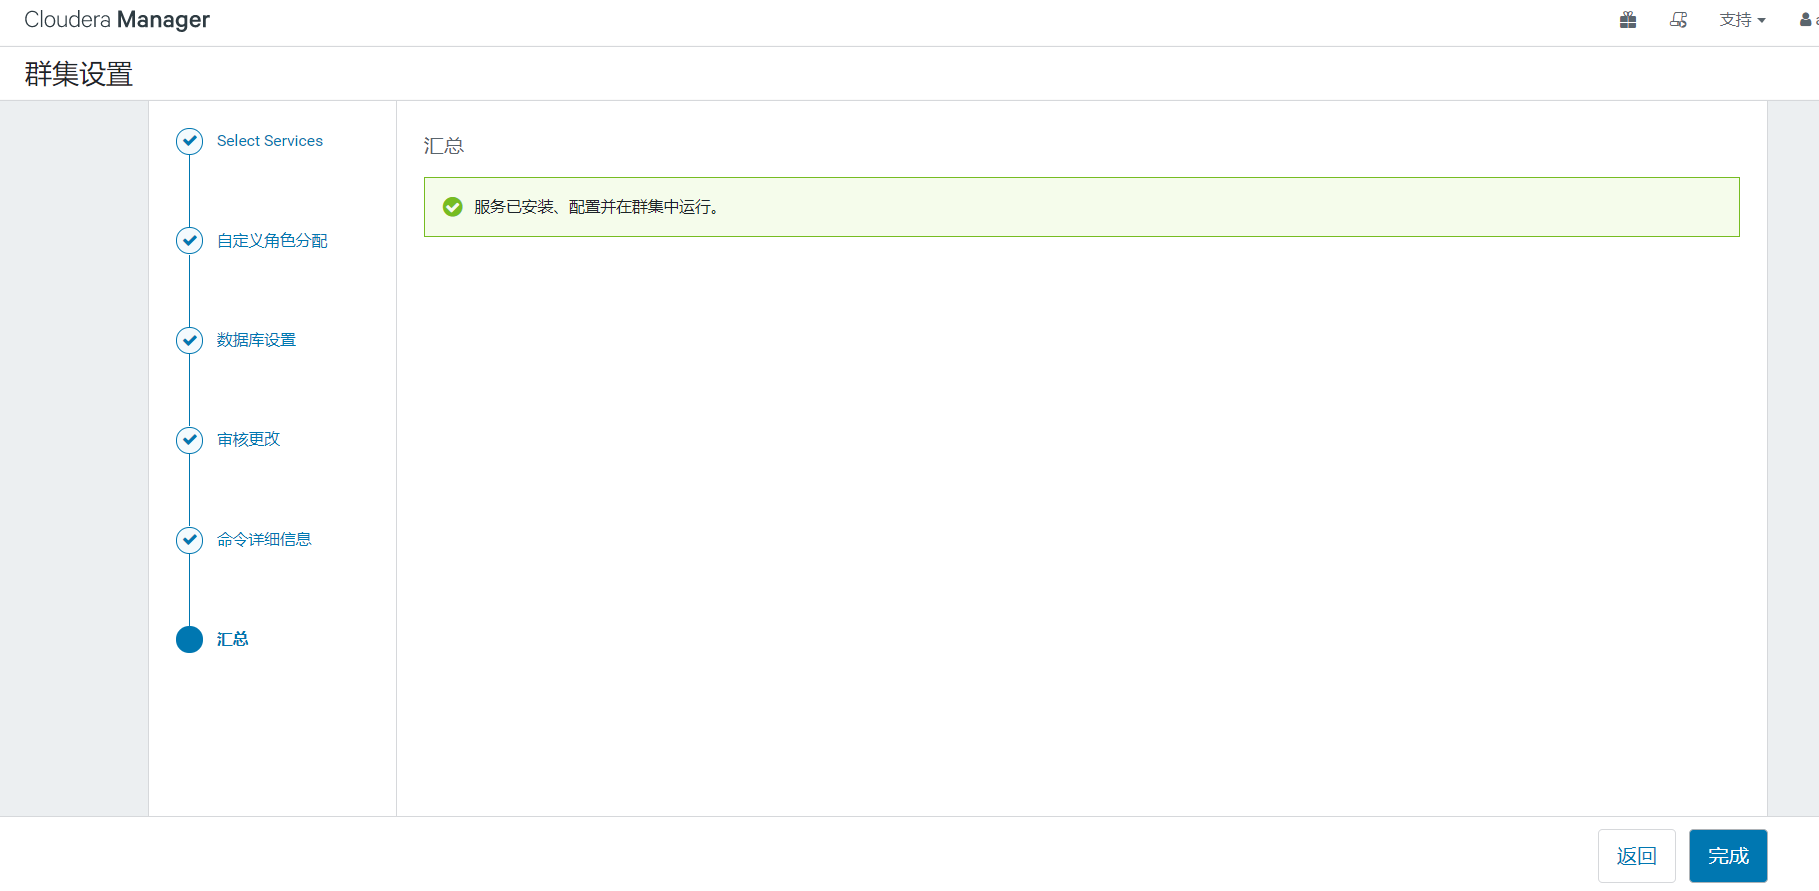 Cloudera Manager
支持
群集设置
Select Services
自定义角色分配
数据库设置
审核更改
命令详细信息
汇总
汇总
服务已安装、配置并在群集中运行。
返回
完成